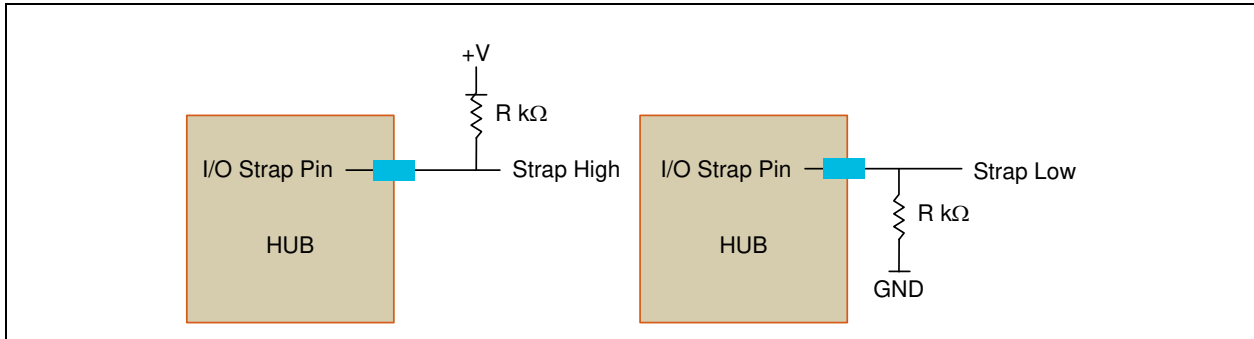 +V
R kΩ
I/O Strap Pin
Strap High
HUB
I/O Strap Pin
Strap Low
R kΩ
HUB
GND